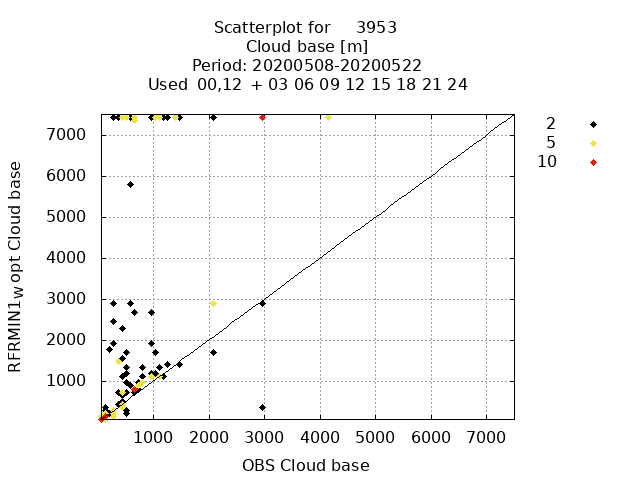 Scatterplot for 3953
Cloud base [m]
Period: 20200508-20200522
Used 00,12 + 03 06 09 12 15 18 21 24
2
5
10
RFRMIN1wopt Cloud base
7000
6000
5000
4000
3000
2000
1000
1000 2000 3000 4000 5000 6000 7000
OBS Cloud base